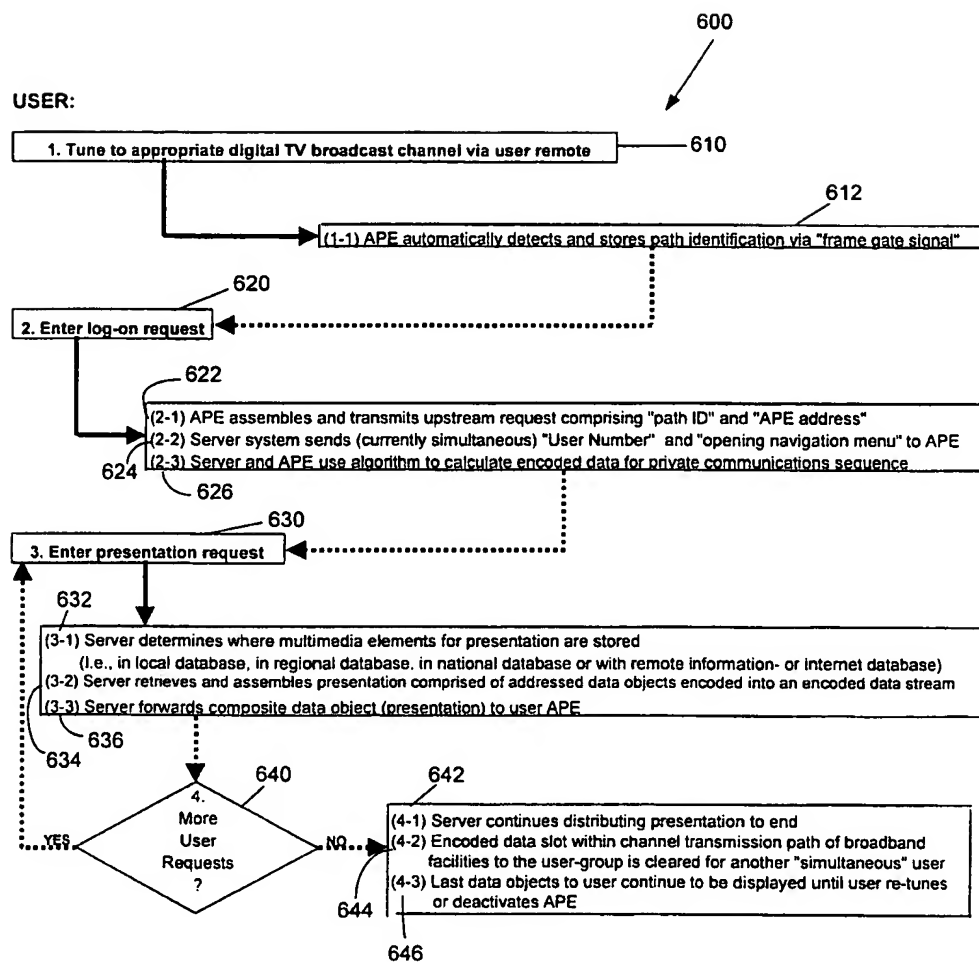 600
USER:
1. Tune to appropriate digital TV broadcast channel via user remote
610
612
(1-1) APE automatically detects and stores path identification via "frame gate signal"
620
2. Enter log-on request
622
(2-1) APE assembles and transmits upstream request comprising "path ID" and "APE address"
(2-2) Server system sends (currently simultaneous) "User Number" and "opening navigation menu" to APE
624
(2-3) Server and APE use algorithm to calculate encoded data for private communications sequence
626
630
3. Enter presentation request
632
(3-1) Server determines where multimedia elements for presentation are stored
(I.e., in local database, in regional database, in national database or with remote information- or internet database)
(3-2) Server retrieves and assembles presentation comprised of addressed data objects encoded into an encoded data stream
(3-3) Server forwards composite data object (presentation) to user APE
634
636
640
4.
More
User
Requests
?
YES
NO
642
(4-1) Server continues distributing presentation to end
(4-2) Encoded data slot within channel transmission path of broadband
facilities to the user-group is cleared for another "simultaneous" user
644
(4-3) Last data objects to user continue to be displayed until user re-tunes
or deactivates APE
646